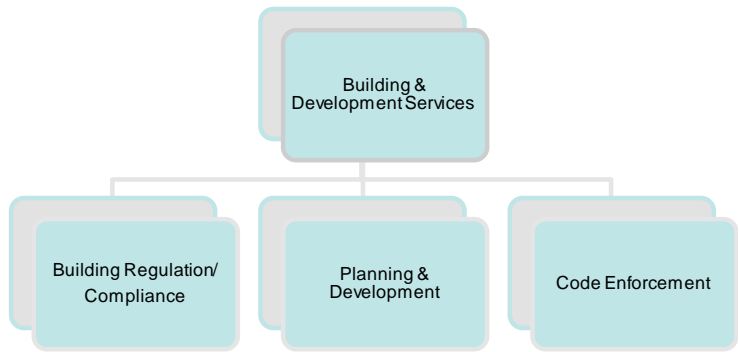 Building &
Development Services
Building Regulation/
Compliance
Planning &
Development
Code Enforcement